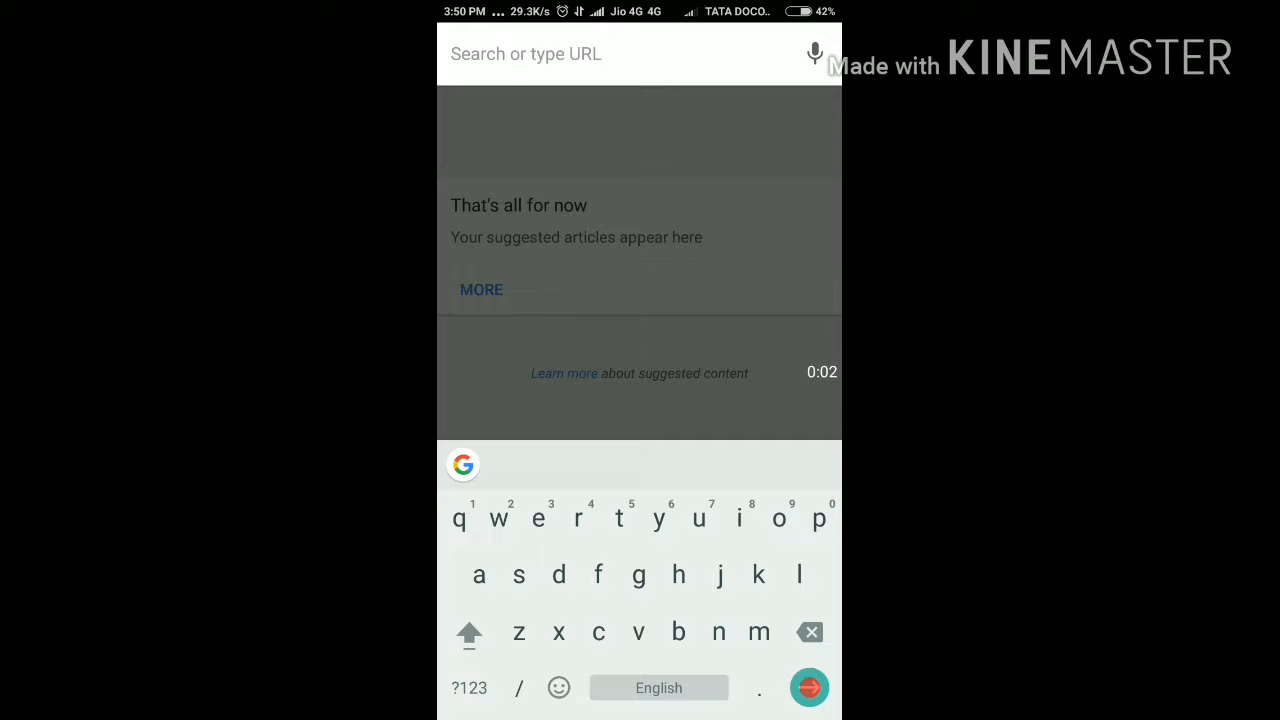 3:50 PM ... 29.3K/s Jio 4G 4G TATA DOCO.. 42%
Search or type URL
Made with KINEMASTER
That's all for now
Your suggested articles appear here
MORE
Learn more about suggested content
0:02
G
1 2 3 4 5 6 7 8 9 0
q w e r t y u i o p
a s d f g h j k l
z x c v b n m
?123 / English .